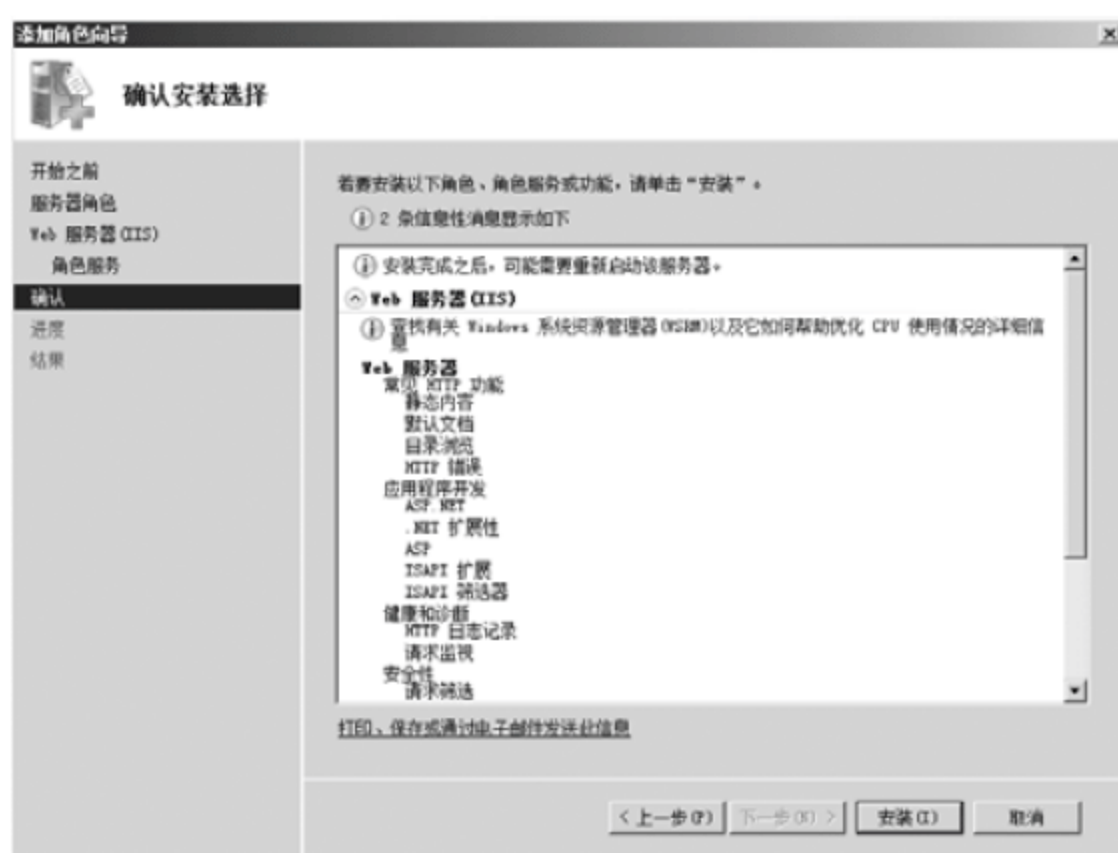 添加角色向导
确认安装选择
开始之前
服务器角色
Web 服务器(IIS)
角色服务
确认
进度
结果
若要安装以下角色、角色服务或功能，请单击“安装”。
2 条信息性消息显示如下
安装完成之后，可能需要重新启动该服务器。
Web 服务器(IIS)
查找有关 Windows 系统资源管理器(WSRM)以及它如何帮助优化 CPU 使用情况的详细信
息
Web 服务器
常见 HTTP 功能
静态内容
默认文档
目录浏览
HTTP 错误
应用程序开发
ASP.NET
.NET 扩展性
ASP
ISAPI 扩展
ISAPI 筛选器
健康和诊断
HTTP 日志记录
请求监视
安全性
请求筛选
打印、保存或通过电子邮件发送此信息
< 上一步(P)
下一步(N) >
安装(I)
取消